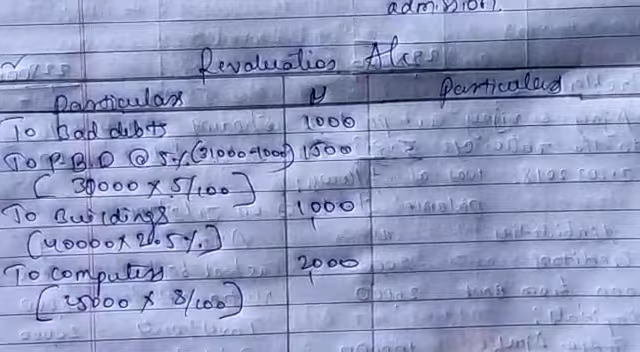 admission.
Revaluation A/ces
Particulars ₹ Particulars
To Bad debts 1000
To P.B.D @ 5% (31000-1000) 1500
[30000 x 5/100]
To Buildings 1000
(40000 x 2.5%)
To Computers 2000
[25000 x 8/100]